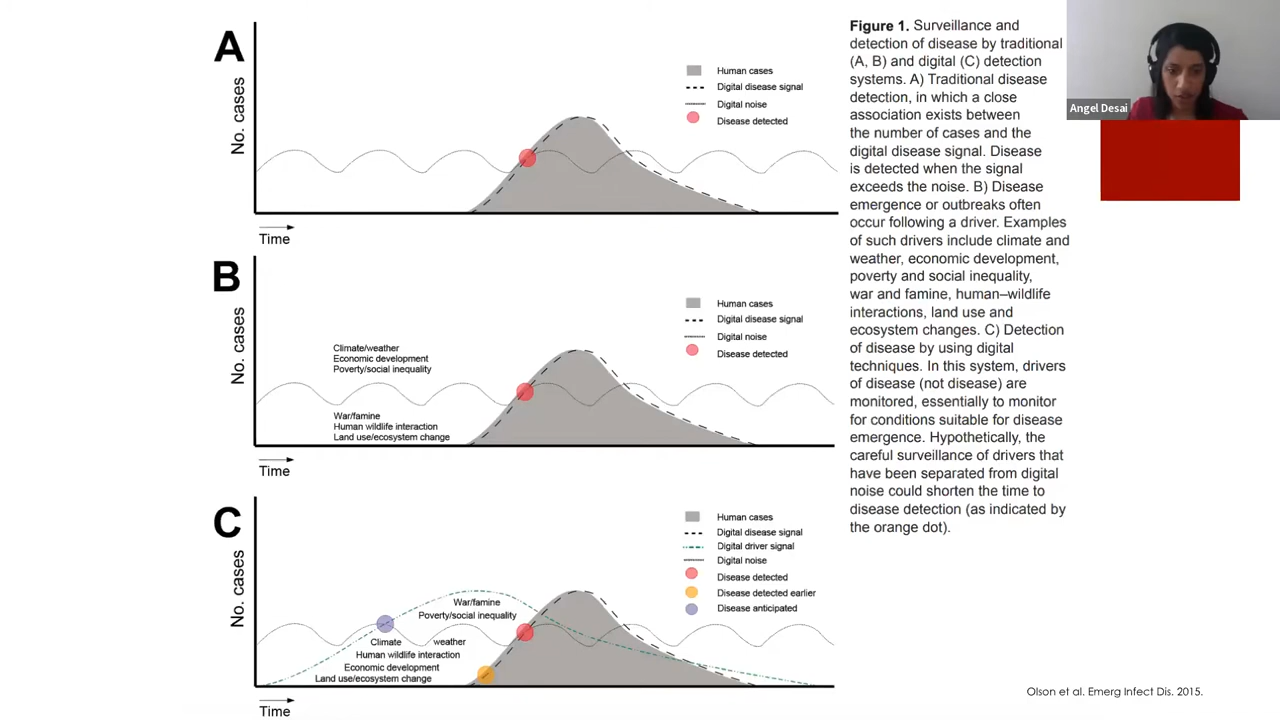 A
No. cases
Human cases
Digital disease signal
Digital noise
Disease detected
Time
B
No. cases
Climate/weather
Economic development
Poverty/social inequality
War/famine
Human wildlife interaction
Land use/ecosystem change
Human cases
Digital disease signal
Digital noise
Disease detected
Time
C
No. cases
War/famine
Poverty/social inequality
Climate weather
Human wildlife interaction
Economic development
Land use/ecosystem change
Human cases
Digital disease signal
Digital driver signal
Digital noise
Disease detected
Disease detected earlier
Disease anticipated
Time
Figure 1. Surveillance and
detection of disease by traditional
(A, B) and digital (C) detection
systems. A) Traditional disease
detection, in which a close
association exists between
the number of cases and the
digital disease signal. Disease
is detected when the signal
exceeds the noise. B) Disease
emergence or outbreaks often
occur following a driver. Examples
of such drivers include climate and
weather, economic development,
poverty and social inequality,
war and famine, human–wildlife
interactions, land use and
ecosystem changes. C) Detection
of disease by using digital
techniques. In this system, drivers
of disease (not disease) are
monitored, essentially to monitor
for conditions suitable for disease
emergence. Hypothetically, the
careful surveillance of drivers that
have been separated from digital
noise could shorten the time to
disease detection (as indicated by
the orange dot).
Angel Desai
Olson et al. Emerg Infect Dis. 2015.